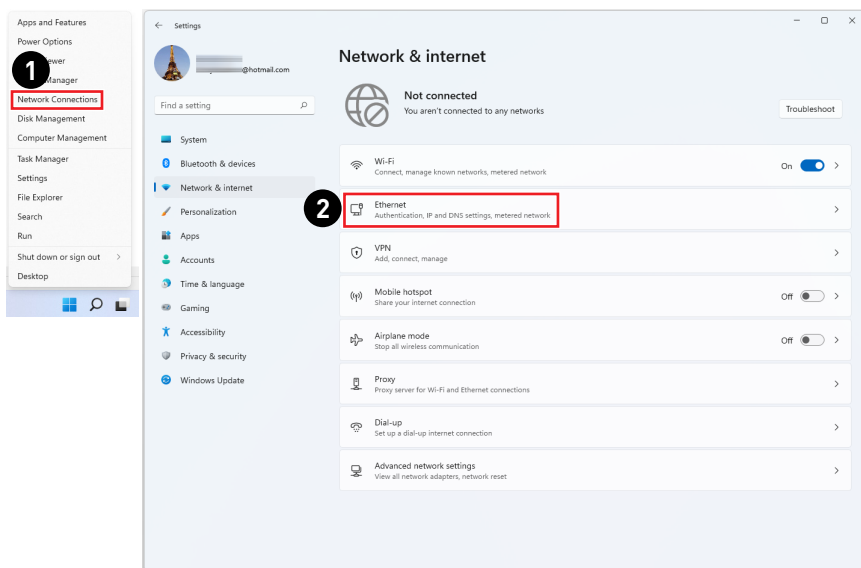 Apps and Features
Power Options
ewer
1
Manager
Network Connections
Disk Management
Computer Management
Task Manager
Settings
File Explorer
Search
Run
Shut down or sign out
Desktop
Settings
@hotmail.com
Find a setting
System
Bluetooth & devices
Network & internet
Personalization
Apps
Accounts
Time & language
Gaming
Accessibility
Privacy & security
Windows Update
Network & internet
Not connected
You aren't connected to any networks
Troubleshoot
Wi-Fi
Connect, manage known networks, metered network
On
2
Ethernet
Authentication, IP and DNS settings, metered network
VPN
Add, connect, manage
Mobile hotspot
Share your internet connection
Off
Airplane mode
Stop all wireless communication
Off
Proxy
Proxy server for Wi-Fi and Ethernet connections
Dial-up
Set up a dial-up internet connection
Advanced network settings
View all network adapters, network reset